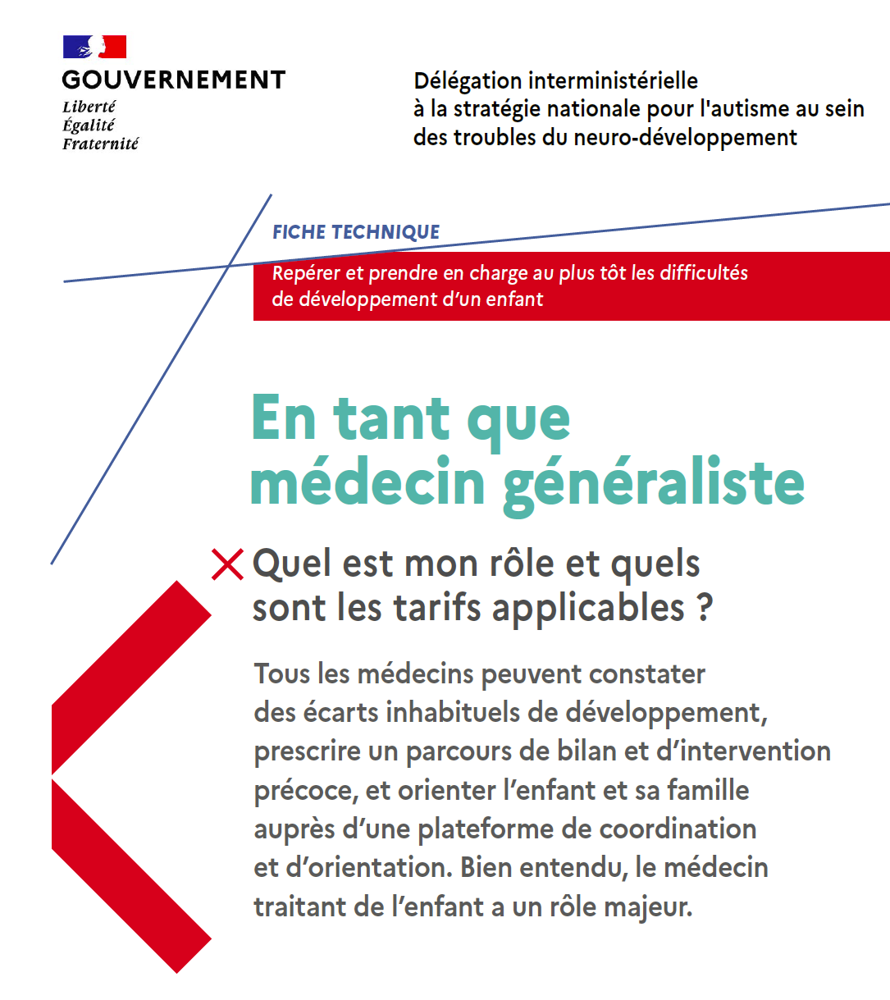 GOUVERNEMENT
Liberté
Égalité
Fraternité
Délégation interministérielle
à la stratégie nationale pour l'autisme au sein
des troubles du neuro-développement
FICHE TECHNIQUE
Repérer et prendre en charge au plus tôt les difficultés
de développement d’un enfant
En tant que
médecin généraliste
Quel est mon rôle et quels
sont les tarifs applicables ?
Tous les médecins peuvent constater
des écarts inhabituels de développement,
prescrire un parcours de bilan et d’intervention
précoce, et orienter l’enfant et sa famille
auprès d’une plateforme de coordination
et d’orientation. Bien entendu, le médecin
traitant de l’enfant a un rôle majeur.